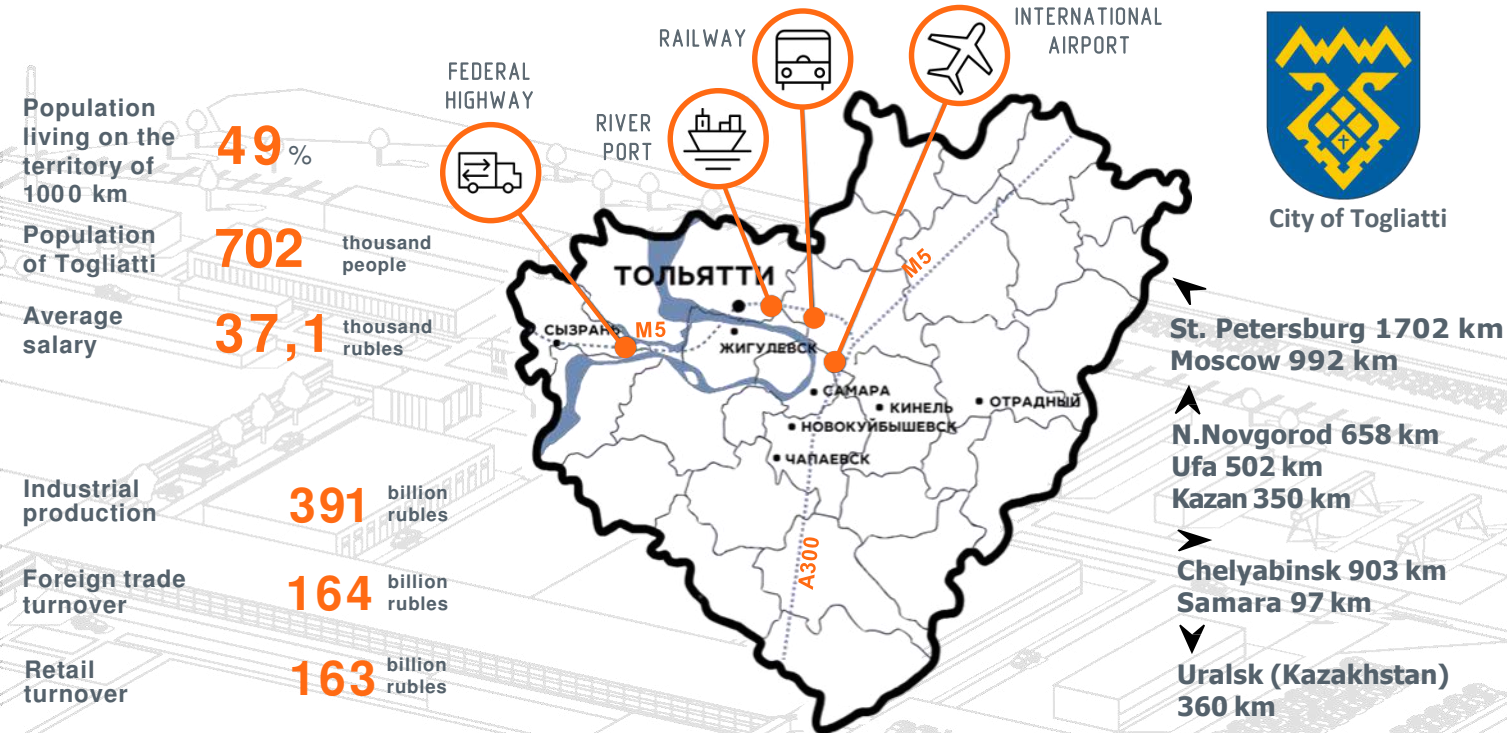 Population
living on the
territory of
1000 km
49 %
Population
of Togliatti
702
thousand
people
Average
salary
37,1
thousand
rubles
Industrial
production
391
billion
rubles
Foreign trade
turnover
164
billion
rubles
Retail
turnover
163
billion
rubles
FEDERAL
HIGHWAY
RIVER
PORT
RAILWAY
INTERNATIONAL
AIRPORT
ТОЛЬЯТТИ
СЫЗРАНЬ
M5
ЖИГУЛЕВСК
M5
САМАРА
КИНЕЛЬ
ОТРАДНЫЙ
НОВОКУЙБЫШЕВСК
ЧАПАЕВСК
A300
City of Togliatti
St. Petersburg 1702 km
Moscow 992 km
N.Novgorod 658 km
Ufa 502 km
Kazan 350 km
Chelyabinsk 903 km
Samara 97 km
Uralsk (Kazakhstan)
360 km